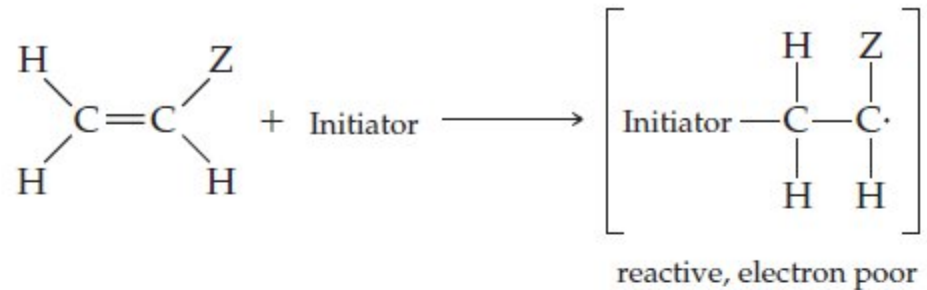 H Z H Z
C=C + Initiator Initiator—C—C·
H H H H
reactive, electron poor